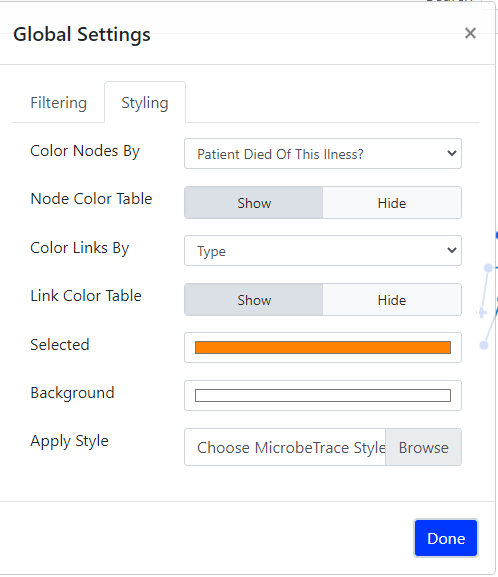 Global Settings ×
Filtering Styling
Color Nodes By Patient Died Of This Ilness?
Node Color Table Show Hide
Color Links By Type
Link Color Table Show Hide
Selected
Background
Apply Style Choose MicrobeTrace Style Browse
Done